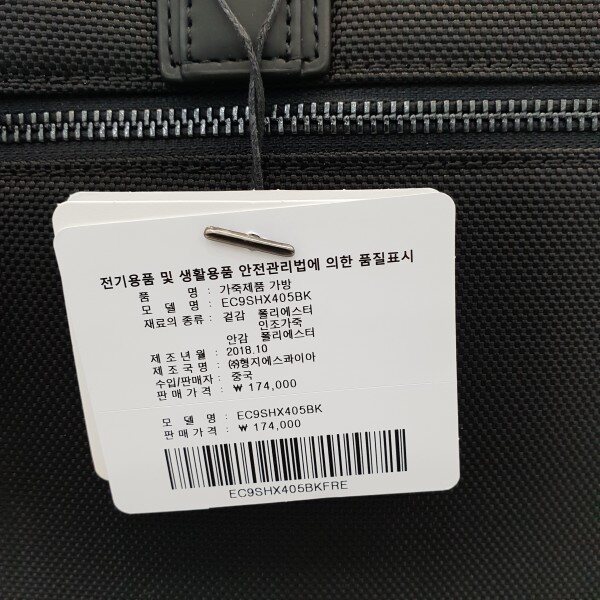 전기용품 및 생활용품 안전관리법에 의한 품질표시
품 명 : 가죽제품 가방
모 델 명 : EC9SHX405BK
재료의 종류 : 겉감 폴리에스터
인조가죽
안감 폴리에스터
제 조 년 월 : 2018.10
제 조 국 명 : ㈜형지에스콰이아
수입/판매자 : 중국
판 매 가 격 : ₩ 174,000
모 델 명 : EC9SHX405BK
판 매 가 격 : ₩ 174,000
EC9SHX405BKFRE